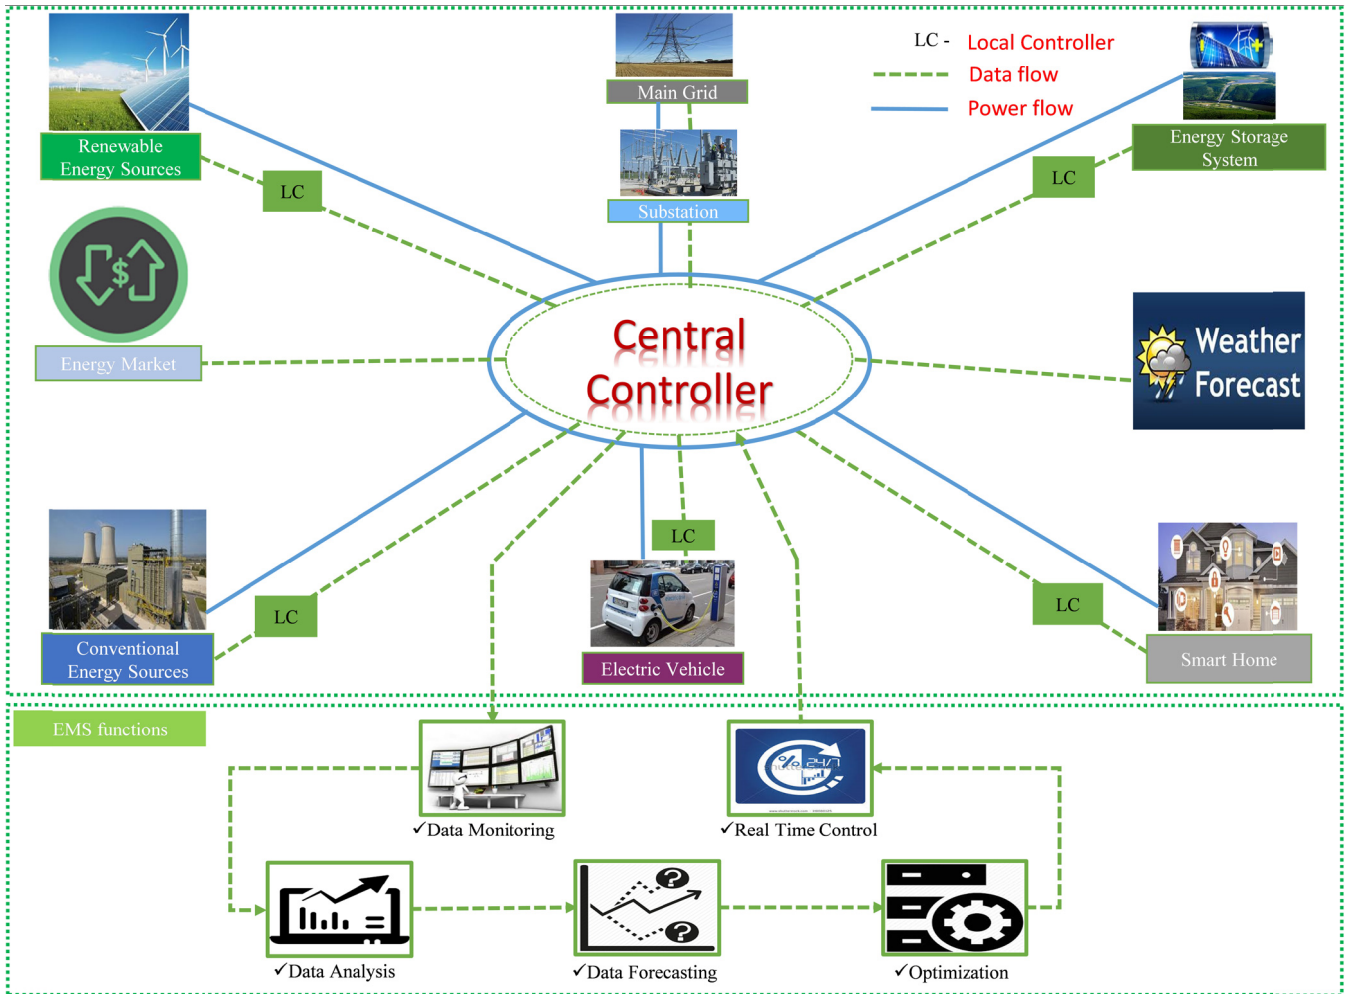 LC - Local Controller
Data flow
Power flow
Main Grid
Renewable
Energy Sources
LC
Substation
LC
Energy Storage
System
$
Energy Market
Central
Controller
Weather
Forecast
Conventional
Energy Sources
LC
LC
Electric Vehicle
LC
Smart Home
EMS functions
✓Data Monitoring
% 24/7
✓Real Time Control
✓Data Analysis
?
?
✓Data Forecasting
✓Optimization